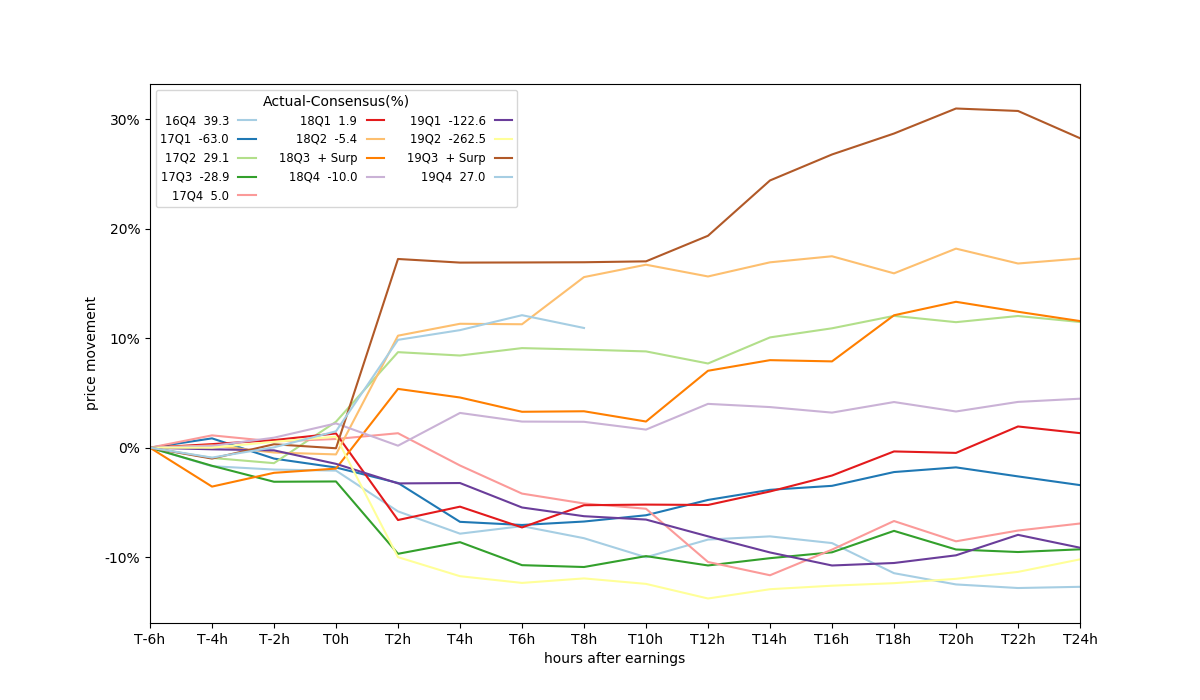 Actual-Consensus(%)
16Q4 39.3
17Q1 -63.0
17Q2 29.1
17Q3 -28.9
17Q4 5.0
18Q1 1.9
18Q2 -5.4
18Q3 + Surp
18Q4 -10.0
19Q1 -122.6
19Q2 -262.5
19Q3 + Surp
19Q4 27.0
30%
20%
10%
0%
-10%
price movement
T-6h T-4h T-2h T0h T2h T4h T6h T8h T10h T12h T14h T16h T18h T20h T22h T24h
hours after earnings